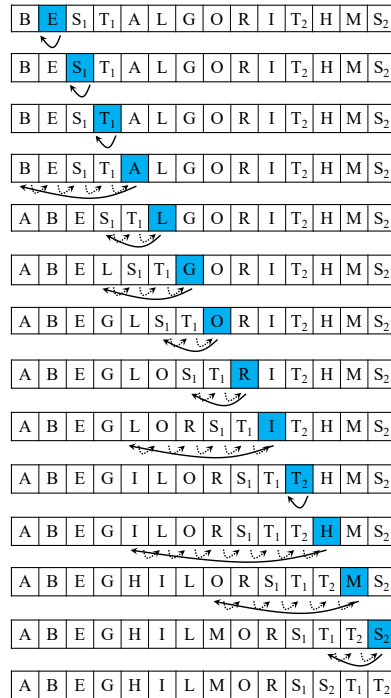 B E S₁ T₁ A L G O R I T₂ H M S₂
B E S₁ T₁ A L G O R I T₂ H M S₂
B E S₁ T₁ A L G O R I T₂ H M S₂
B E S₁ T₁ A L G O R I T₂ H M S₂
A B E S₁ T₁ L G O R I T₂ H M S₂
A B E L S₁ T₁ G O R I T₂ H M S₂
A B E G L S₁ T₁ O R I T₂ H M S₂
A B E G L O S₁ T₁ R I T₂ H M S₂
A B E G L O R S₁ T₁ I T₂ H M S₂
A B E G I L O R S₁ T₁ T₂ H M S₂
A B E G I L O R S₁ T₁ T₂ H M S₂
A B E G H I L O R S₁ T₁ T₂ M S₂
A B E G H I L M O R S₁ T₁ T₂ S₂
A B E G H I L M O R S₁ S₂ T₁ T₂